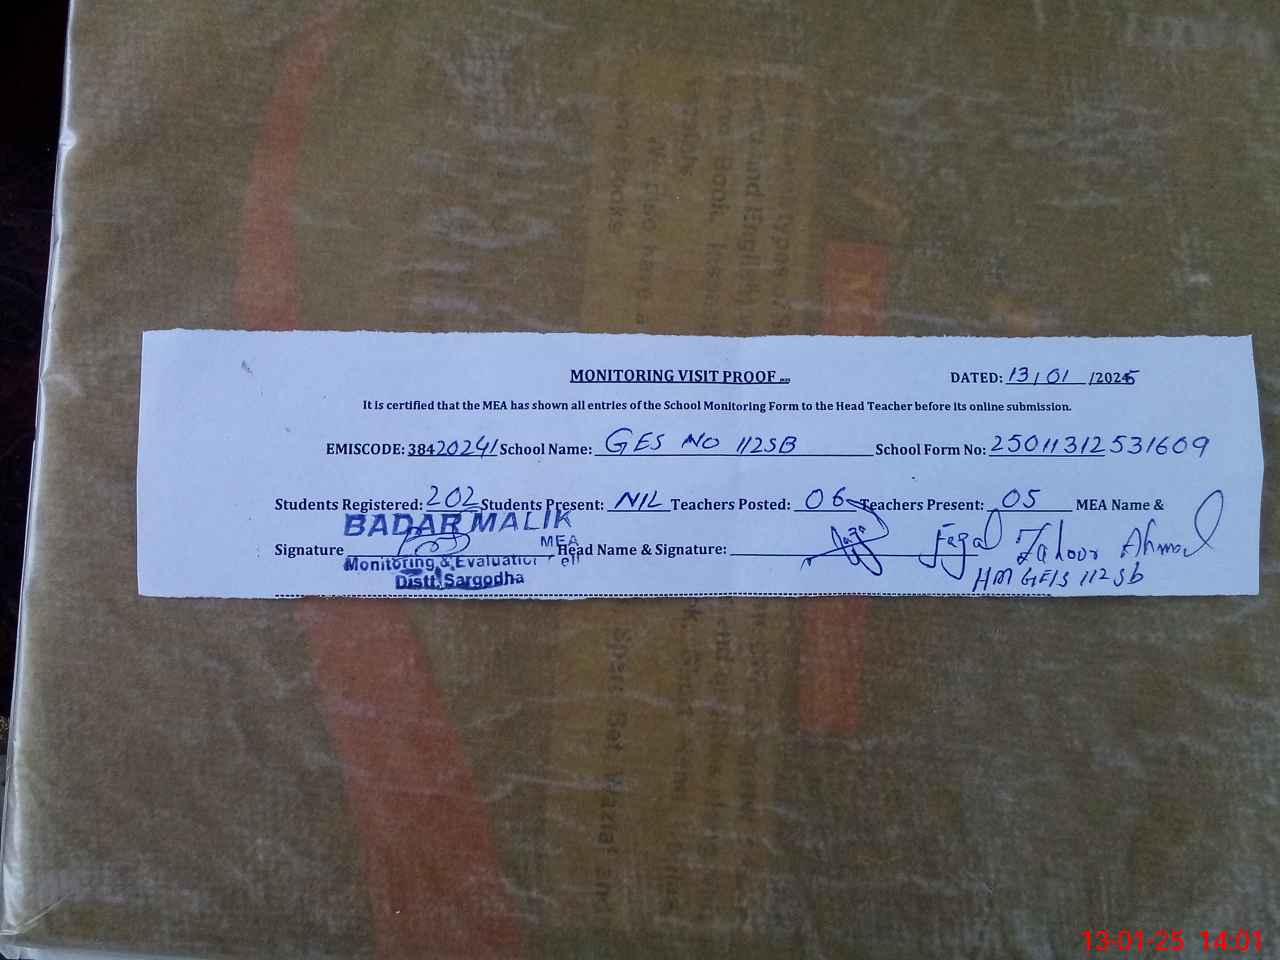 MONITORING VISIT PROOF
DATED: 13/01/2025
It is certified that the MEA has shown all entries of the School Monitoring Form to the Head Teacher before its online submission.
EMISCODE: 38420241 School Name: GES NO 112SB School Form No: 25011312531609
Students Registered: 202 Students Present: NIL Teachers Posted: 06 Teachers Present: 05 MEA Name &
BADAR MALIK
MEA
Signature Head Name & Signature: Zahoor Ahmad
Monitoring & Evaluation Cell
HM GES 112 Sb
Distt. Sargodha
13-01-25 14:01